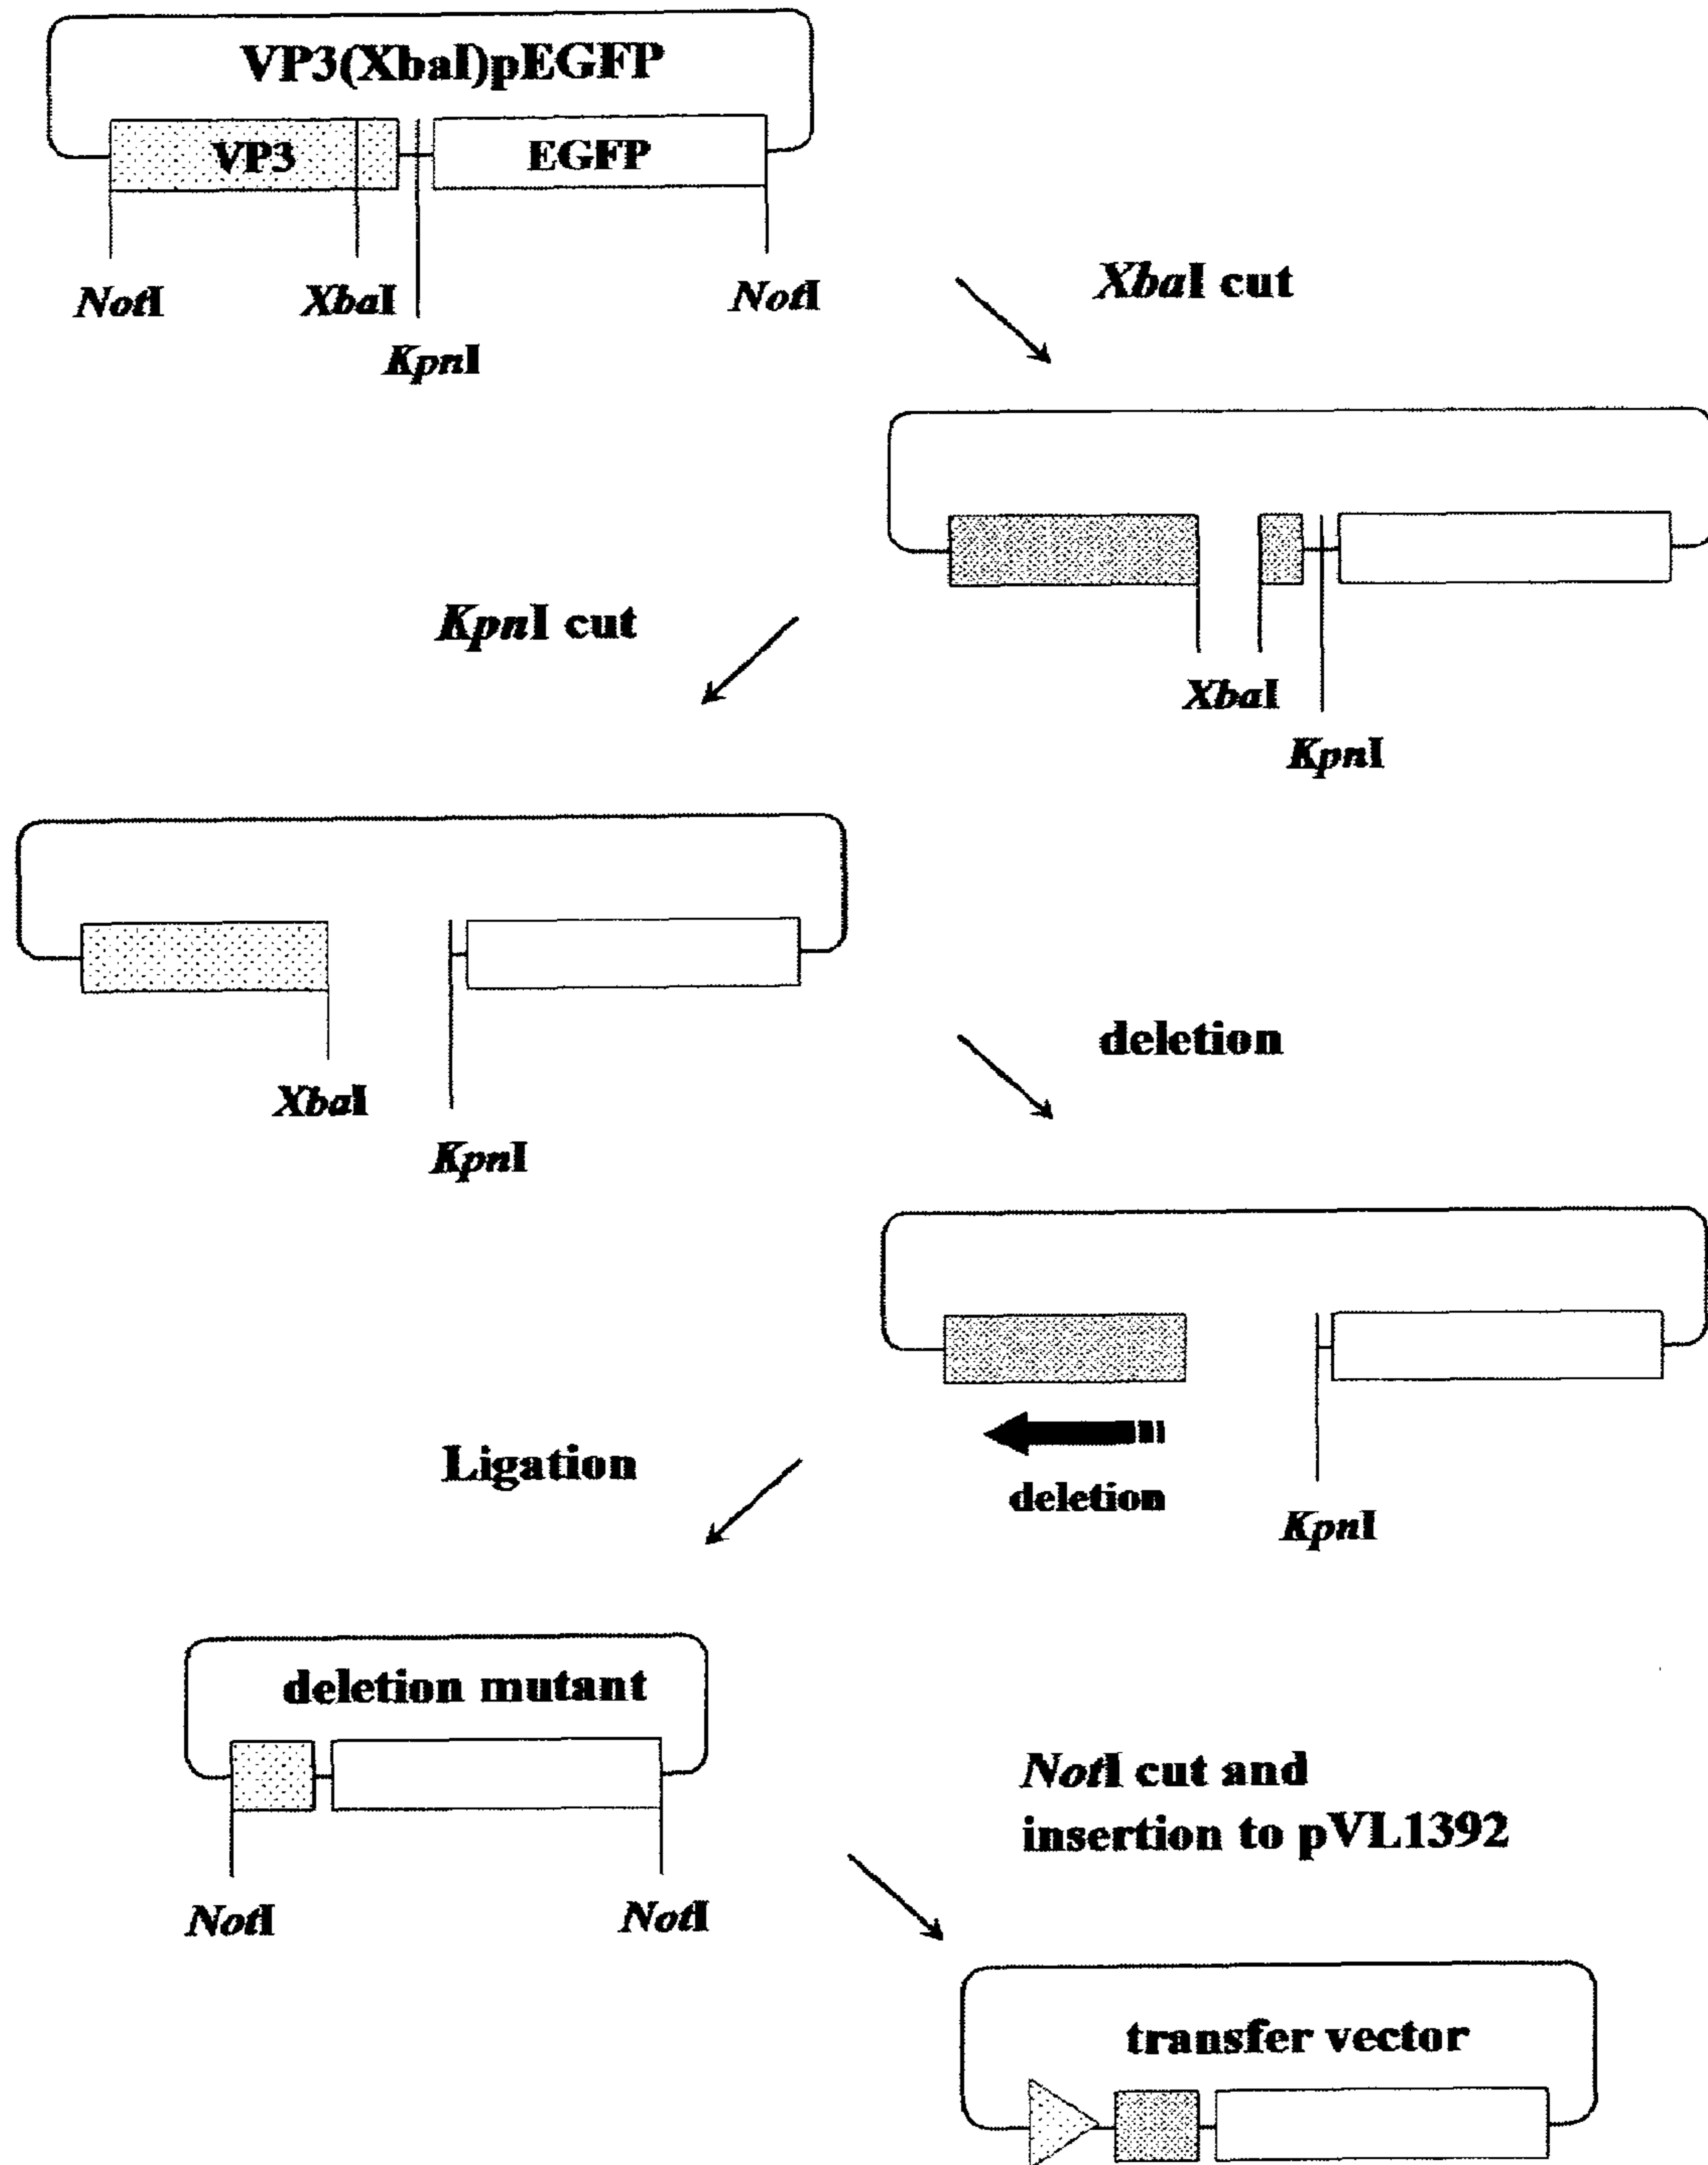 VP3(XbaI)pEGFP
VP3
EGFP
NotI
XbaI
KpnI
NotI
XbaI cut
XbaI
KpnI
KpnI cut
XbaI
KpnI
deletion
deletion
KpnI
Ligation
deletion mutant
NotI
NotI
NotI cut and
insertion to pVL1392
transfer vector